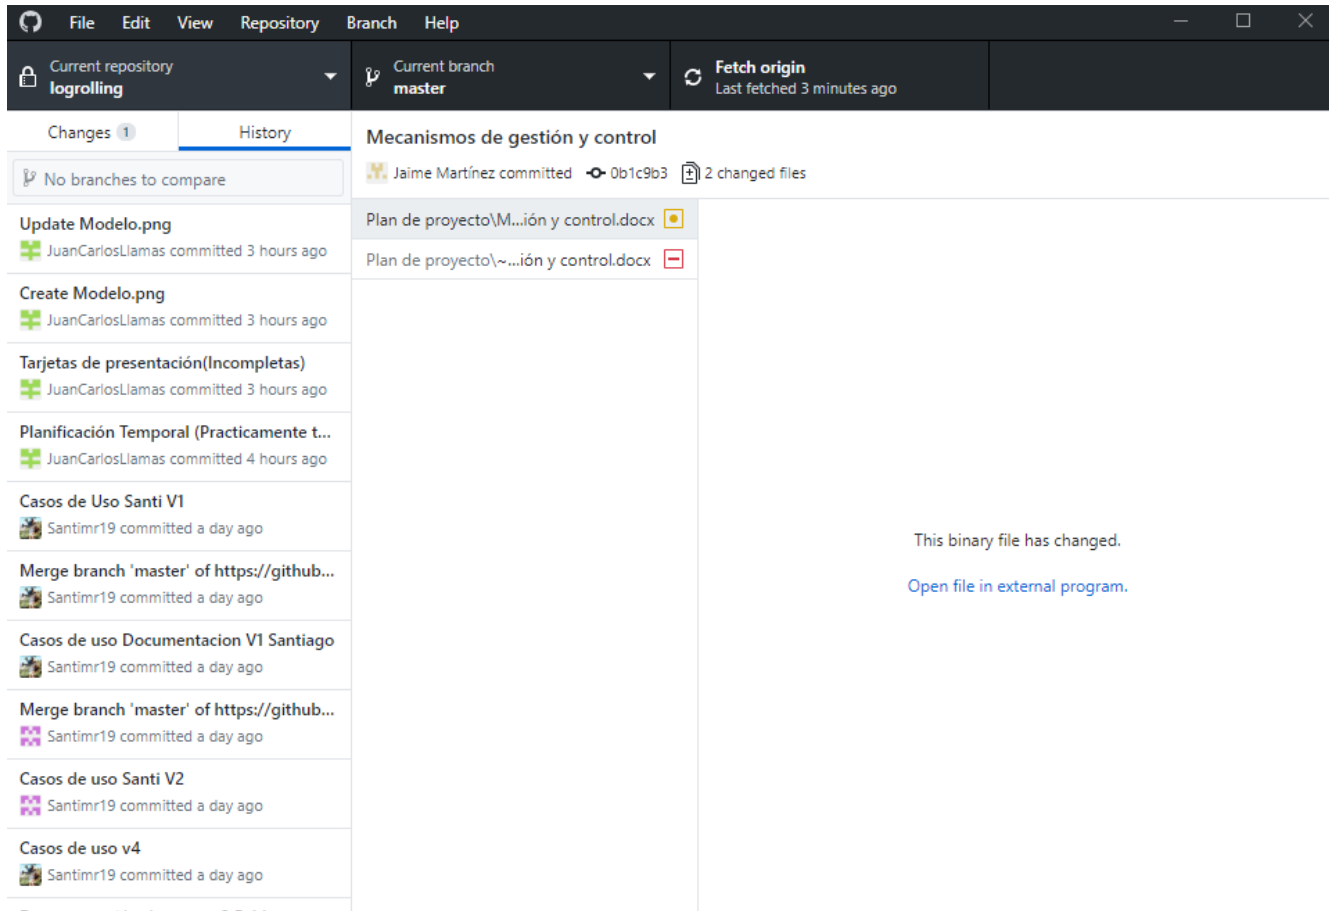 File Edit View Repository Branch Help
Current repository
logrolling
Current branch
master
Fetch origin
Last fetched 3 minutes ago
Changes 1
History
No branches to compare
Update Modelo.png
JuanCarlosLlamas committed 3 hours ago
Create Modelo.png
JuanCarlosLlamas committed 3 hours ago
Tarjetas de presentación(Incompletas)
JuanCarlosLlamas committed 3 hours ago
Planificación Temporal (Practicamente t...
JuanCarlosLlamas committed 4 hours ago
Casos de Uso Santi V1
Santimr19 committed a day ago
Merge branch 'master' of https://github...
Santimr19 committed a day ago
Casos de uso Documentacion V1 Santiago
Santimr19 committed a day ago
Merge branch 'master' of https://github...
Santimr19 committed a day ago
Casos de uso Santi V2
Santimr19 committed a day ago
Casos de uso v4
Santimr19 committed a day ago
Mecanismos de gestión y control
Jaime Martínez committed 0b1c9b3 2 changed files
Plan de proyecto\M...ión y control.docx
Plan de proyecto\~...ión y control.docx
This binary file has changed.
Open file in external program.